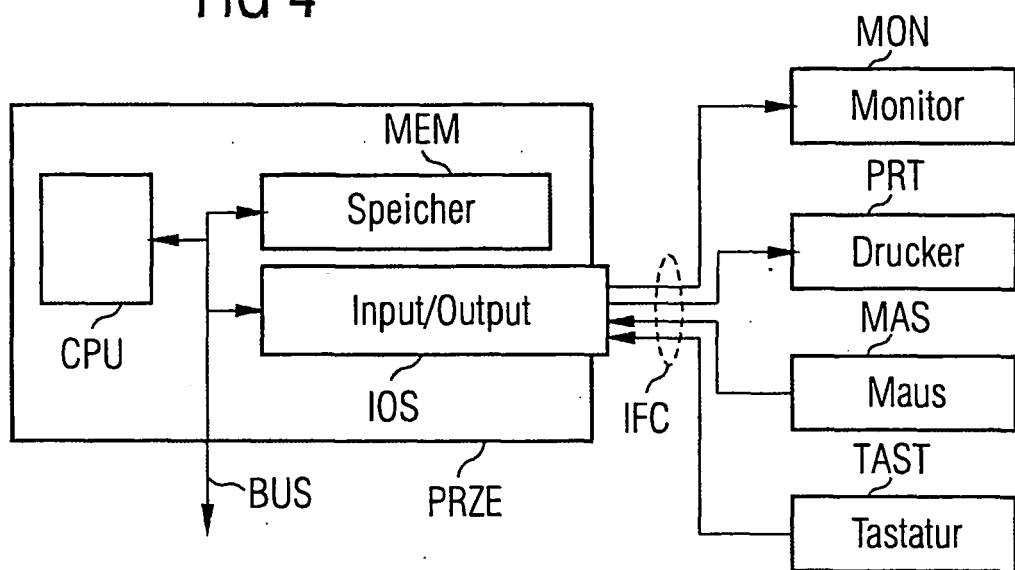 FIG 4
MON
Monitor
MEM
Speicher
PRT
Drucker
Input/Output
CPU
IOS
IFC
MAS
Maus
TAST
Tastatur
BUS
PRZE